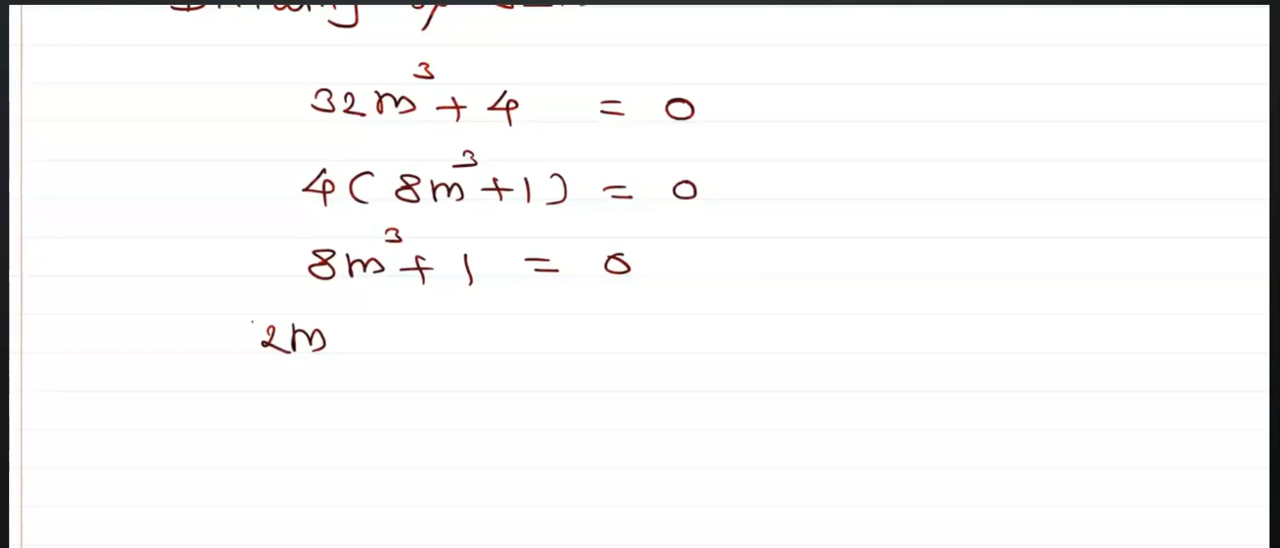 32m³ + 4 = 0
4(8m³ + 1) = 0
8m³ + 1 = 0
2m